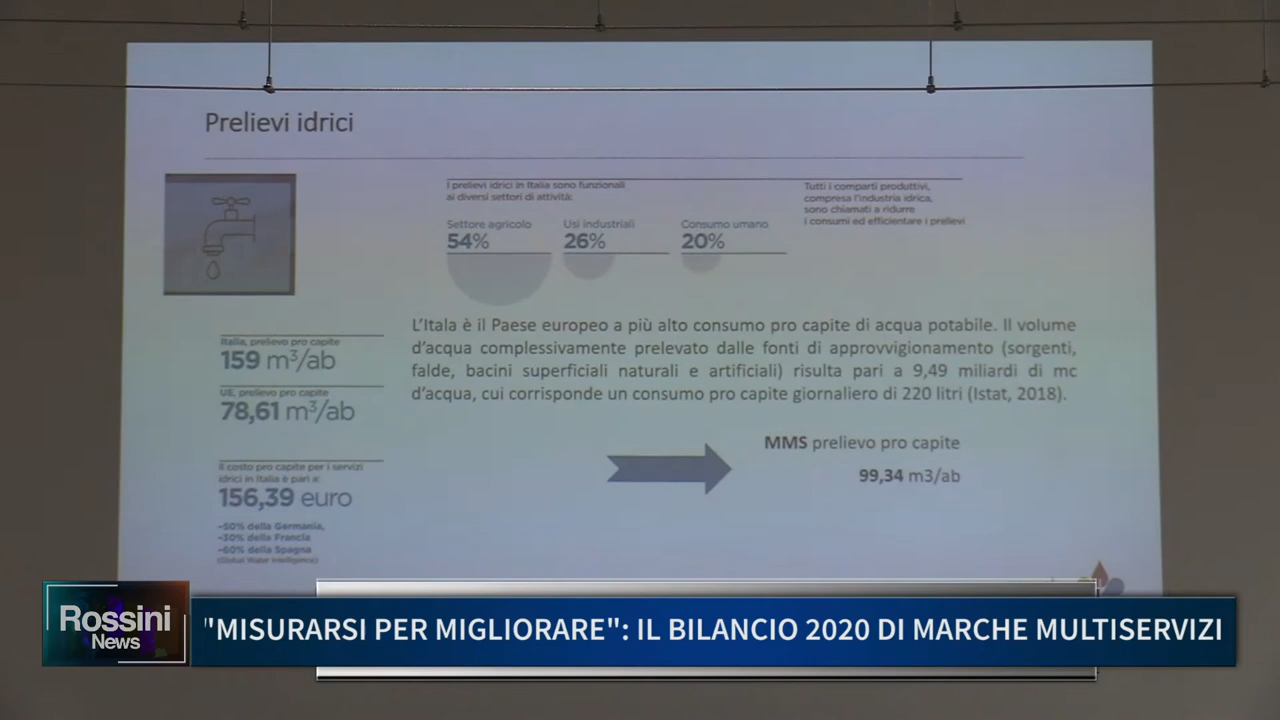 Prelievi idrici
I prelievi idrici in Italia sono funzionali
ai diversi settori di attività:
Settore agricolo
54%
Usi industriali
26%
Consumo umano
20%
Tutti i comparti produttivi,
compresa l'industria idrica,
sono chiamati a ridurre
i consumi ed efficientare i prelievi
Italia, prelievo pro capite
159 m³/ab
UE, prelievo pro capite
78,61 m³/ab
Il costo pro capite per i servizi
idrici in Italia è pari a:
156,39 euro
-50% della Germania,
-30% della Francia
-60% della Spagna
(Global Water Intelligence)
L'Itala è il Paese europeo a più alto consumo pro capite di acqua potabile. Il volume
d'acqua complessivamente prelevato dalle fonti di approvvigionamento (sorgenti,
falde, bacini superficiali naturali e artificiali) risulta pari a 9,49 miliardi di mc
d'acqua, cui corrisponde un consumo pro capite giornaliero di 220 litri (Istat, 2018).
MMS prelievo pro capite
99,34 m3/ab
Rossini
News
"MISURARSI PER MIGLIORARE": IL BILANCIO 2020 DI MARCHE MULTISERVIZI